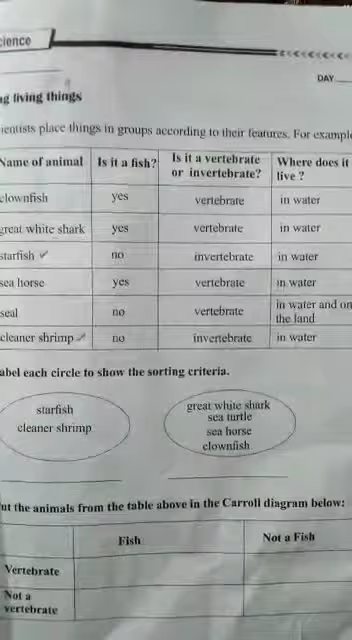 cience
DAY
ng living things
ientists place things in groups according to their features. For example
Name of animal Is it a fish? Is it a vertebrate or invertebrate? Where does it live ?
clownfish yes vertebrate in water
great white shark yes vertebrate in water
starfish no invertebrate in water
sea horse yes vertebrate in water
seal no vertebrate in water and on the land
cleaner shrimp no invertebrate in water
abel each circle to show the sorting criteria.
starfish
cleaner shrimp
great white shark
sea turtle
sea horse
clownfish
ut the animals from the table above in the Carroll diagram below:
Fish Not a Fish
Vertebrate
Not a
vertebrate